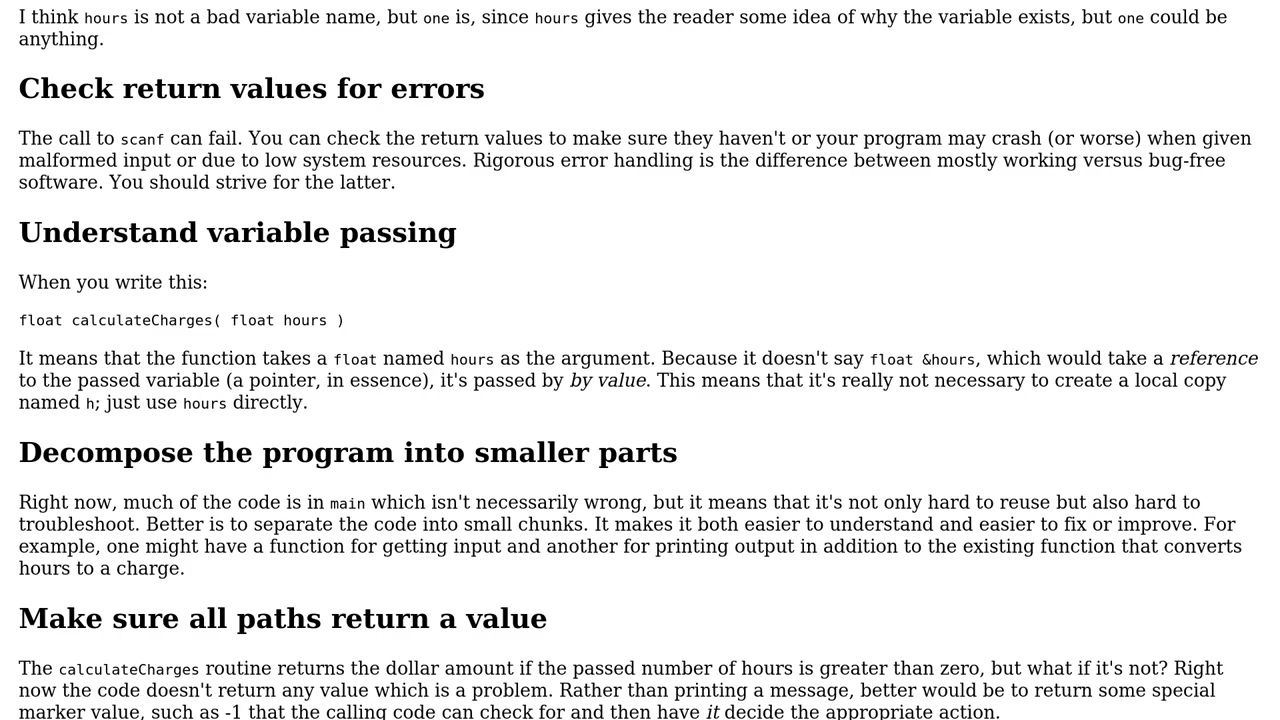 I think hours is not a bad variable name, but one is, since hours gives the reader some idea of why the variable exists, but one could be
anything.
Check return values for errors
The call to scanf can fail. You can check the return values to make sure they haven't or your program may crash (or worse) when given
malformed input or due to low system resources. Rigorous error handling is the difference between mostly working versus bug-free
software. You should strive for the latter.
Understand variable passing
When you write this:
float calculateCharges( float hours )
It means that the function takes a float named hours as the argument. Because it doesn't say float &hours, which would take a reference
to the passed variable (a pointer, in essence), it's passed by by value. This means that it's really not necessary to create a local copy
named h; just use hours directly.
Decompose the program into smaller parts
Right now, much of the code is in main which isn't necessarily wrong, but it means that it's not only hard to reuse but also hard to
troubleshoot. Better is to separate the code into small chunks. It makes it both easier to understand and easier to fix or improve. For
example, one might have a function for getting input and another for printing output in addition to the existing function that converts
hours to a charge.
Make sure all paths return a value
The calculateCharges routine returns the dollar amount if the passed number of hours is greater than zero, but what if it's not? Right
now the code doesn't return any value which is a problem. Rather than printing a message, better would be to return some special
marker value, such as -1 that the calling code can check for and then have it decide the appropriate action.